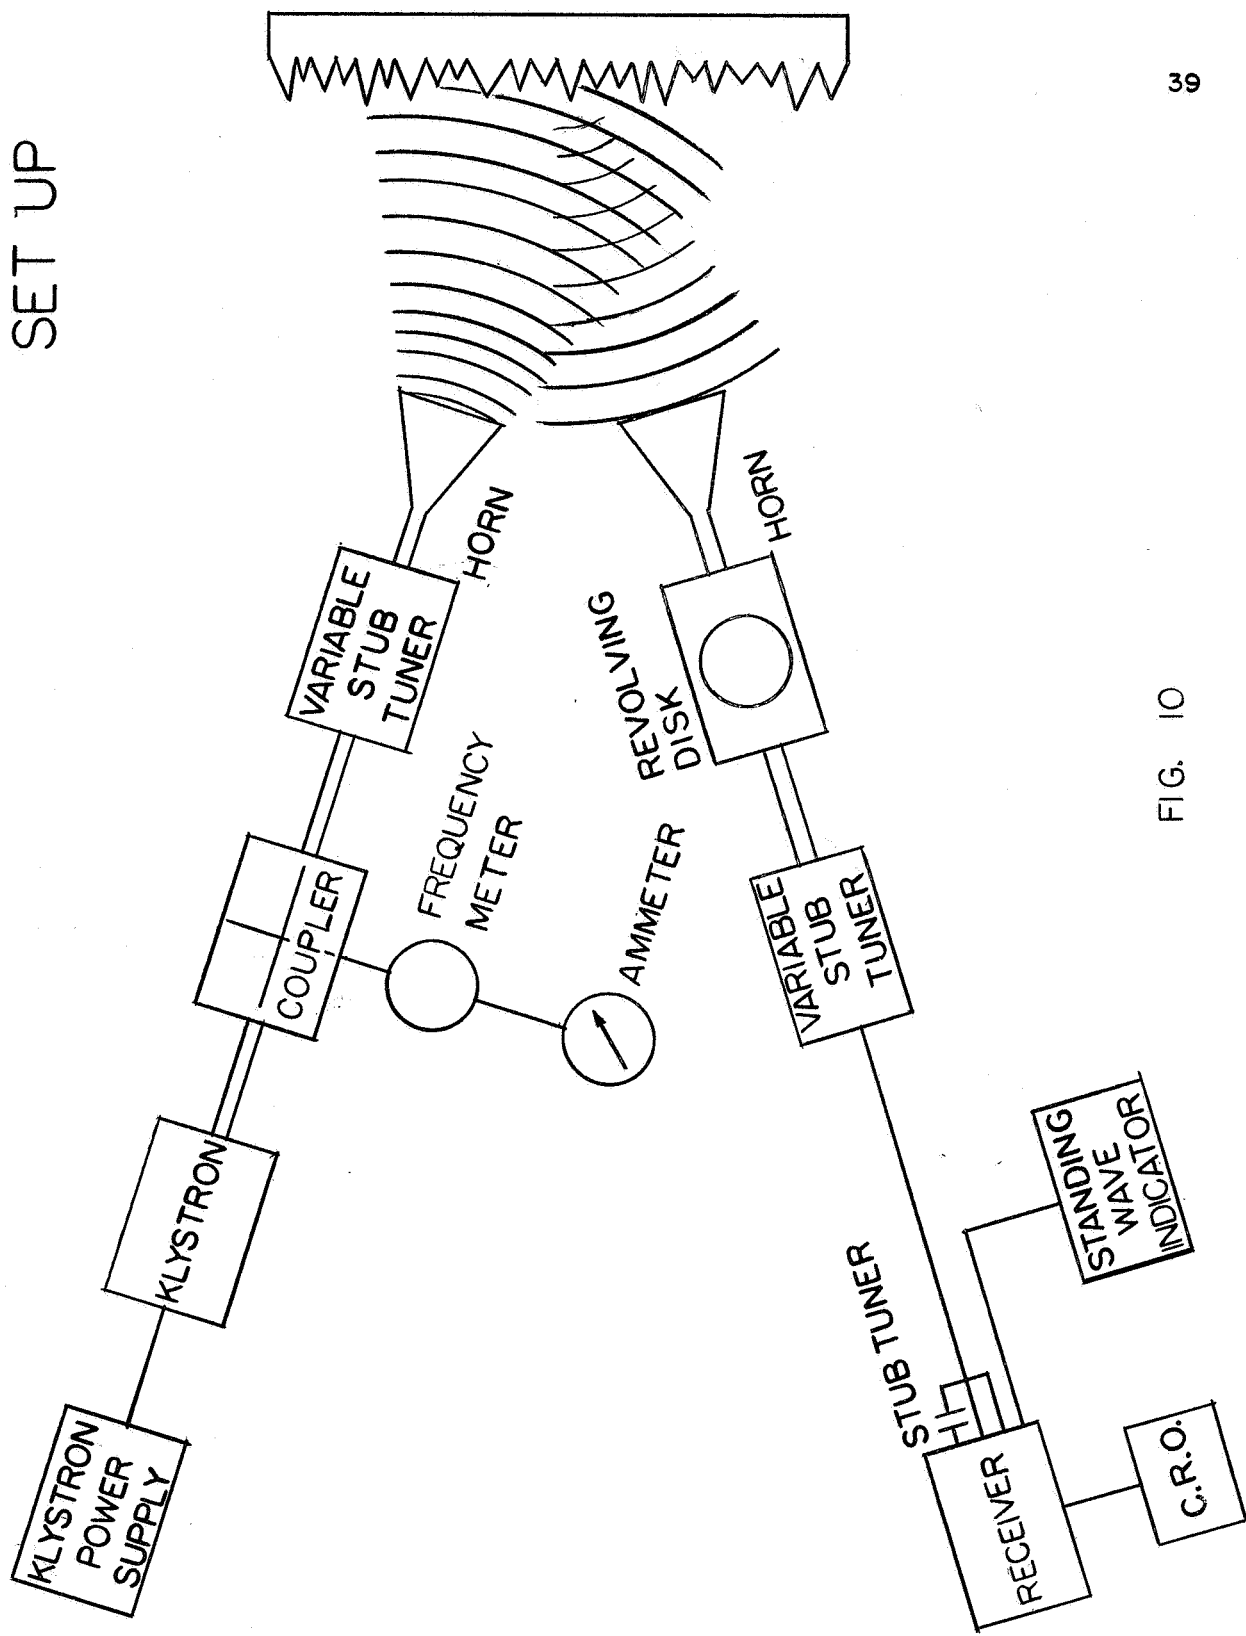 39
SET UP
KLYSTRON
POWER
SUPPLY
KLYSTRON
COUPLER
VARIABLE
STUB
TUNER
HORN
FREQUENCY
METER
AMMETER
REVOLVING
DISK
HORN
VARIABLE
STUB
TUNER
STUB TUNER
RECEIVER
STANDING
WAVE
INDICATOR
C.R.O.
FIG. 10